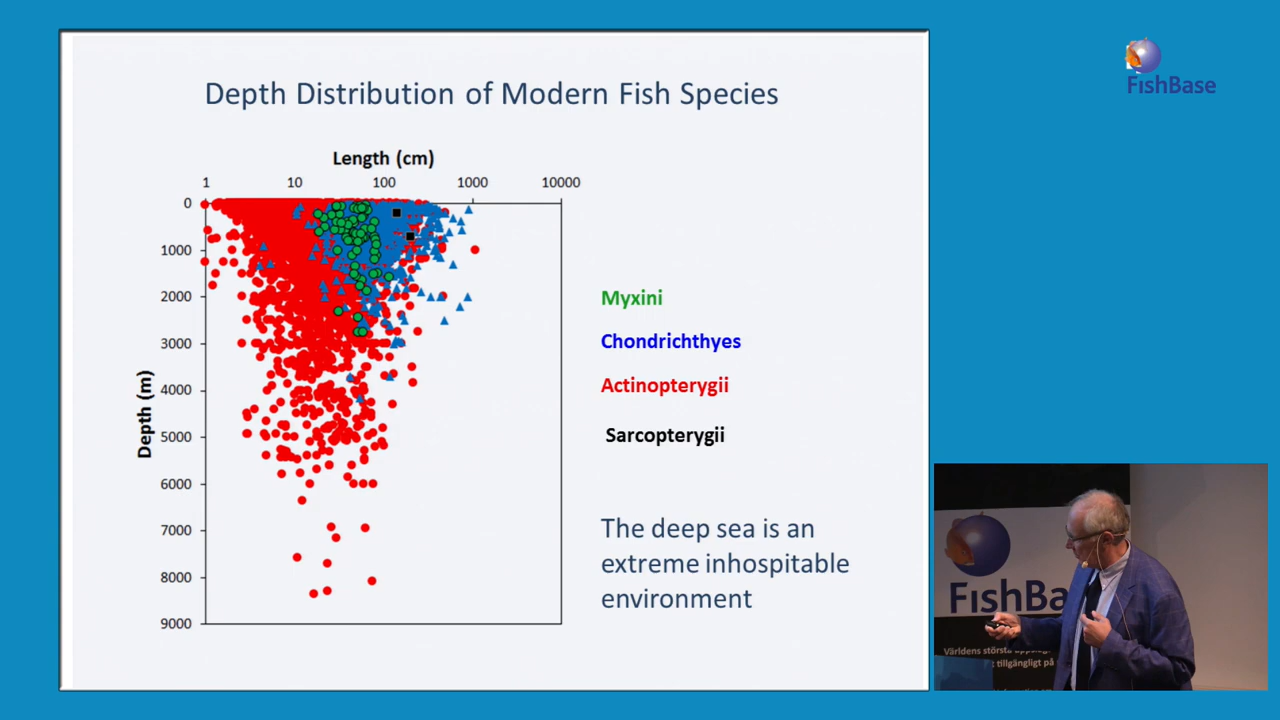 Depth Distribution of Modern Fish Species
FishBase
Length (cm)
1 10 100 1000 10000
0
1000
2000
3000
4000
5000
6000
7000
8000
9000
Depth (m)
Myxini
Chondrichthyes
Actinopterygii
Sarcopterygii
The deep sea is an
extreme inhospitable
environment
FishBa
Världens största
tillgängligt på